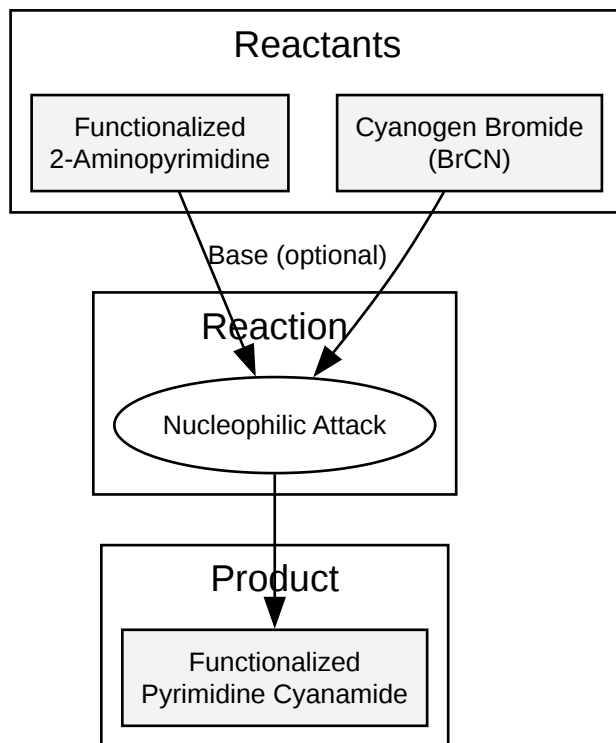 Reactants
Functionalized
2-Aminopyrimidine
Cyanogen Bromide
(BrCN)
Base (optional)
Reaction
Nucleophilic Attack
Product
Functionalized
Pyrimidine Cyanamide